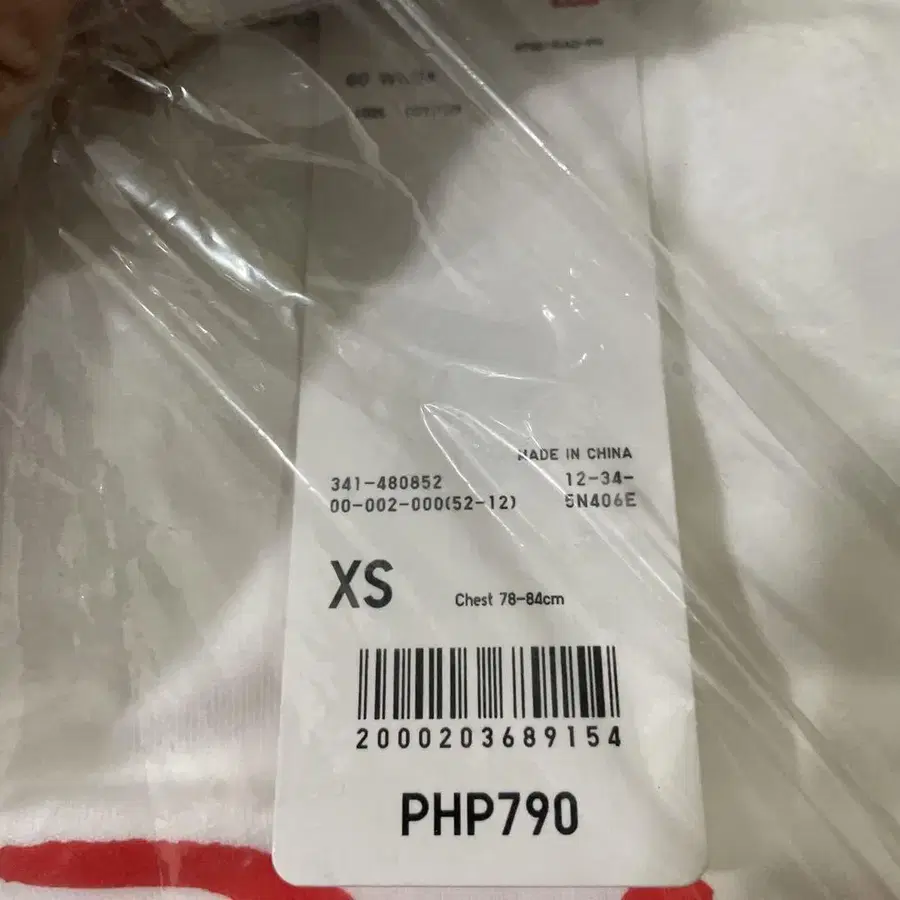 MADE IN CHINA
341-480852 12-34-
00-002-000(52-12) 5N406E
XS Chest 78-84cm
2000203689154
PHP790